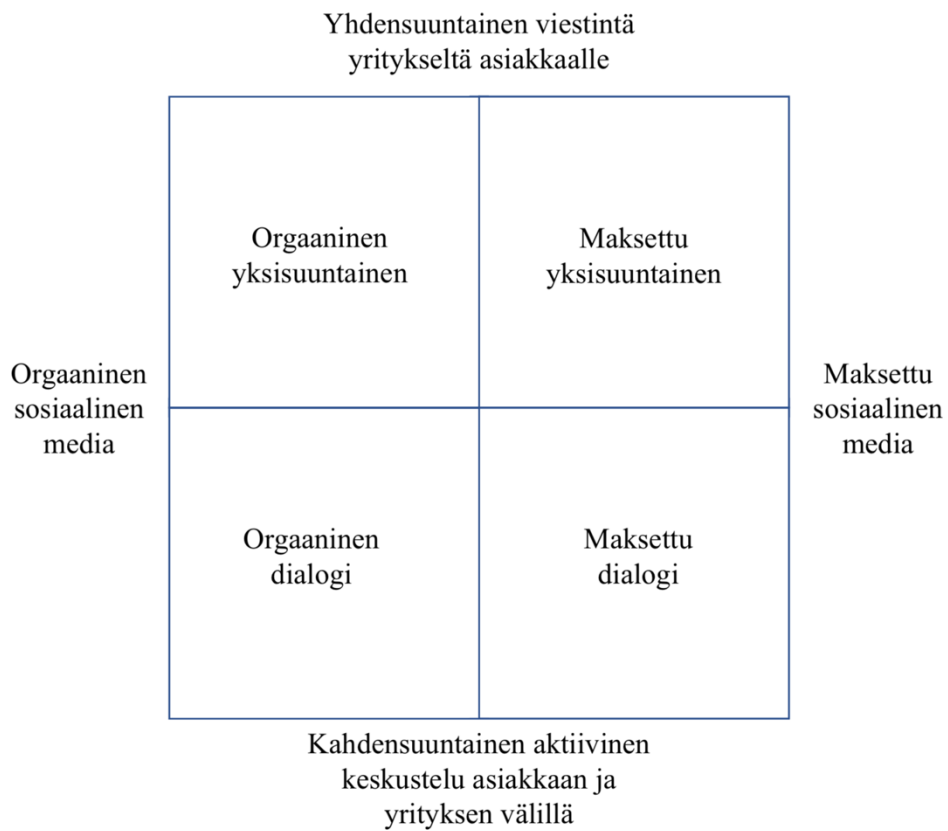 Yhdensuuntainen viestintä
yritykseltä asiakkaalle
Orgaaninen
yksisuuntainen
Maksettu
yksisuuntainen
Orgaaninen
sosiaalinen
media
Maksettu
sosiaalinen
media
Orgaaninen
dialogi
Maksettu
dialogi
Kahdensuuntainen aktiivinen
keskustelu asiakkaan ja
yrityksen välillä